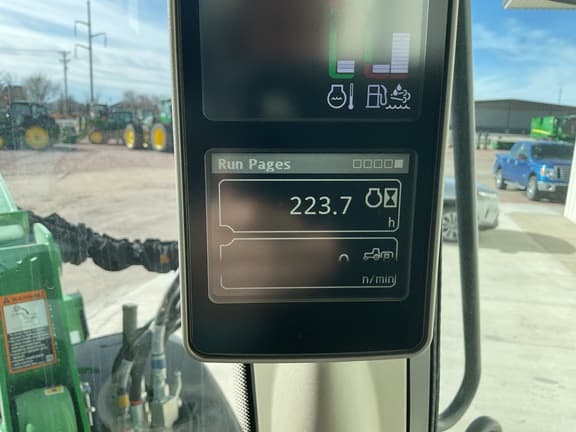 Run Pages
223.7
h
n/min